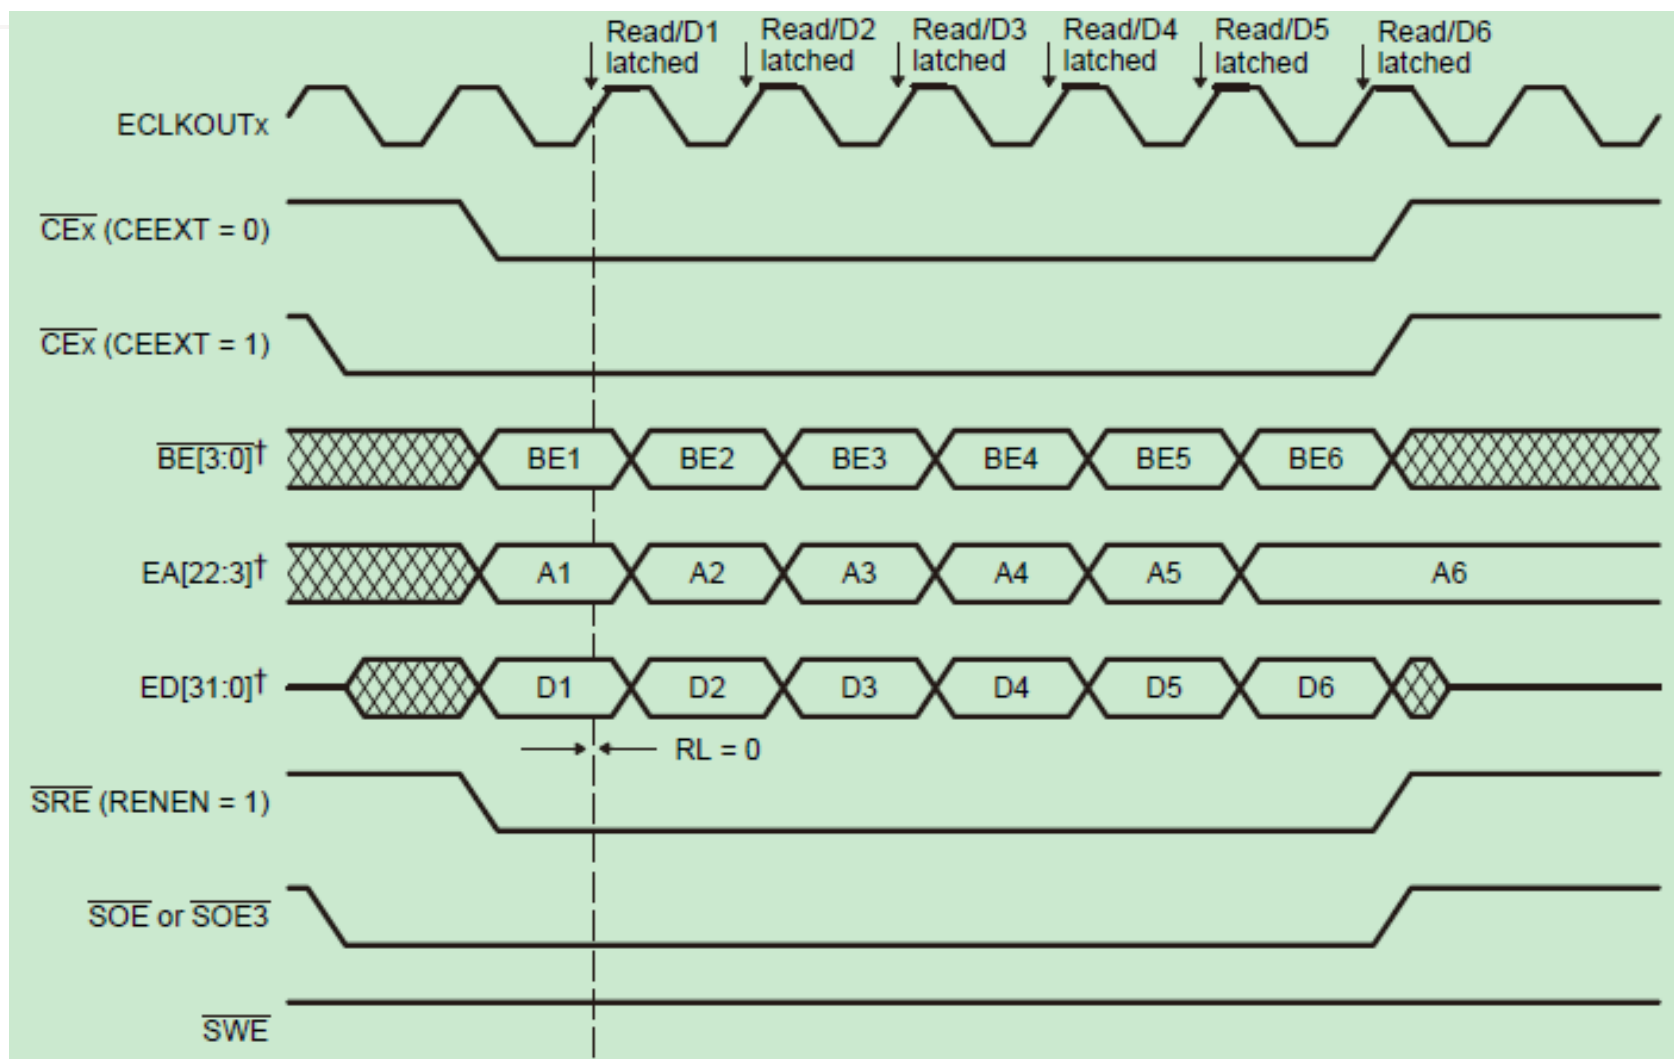 Read/D1 Read/D2 Read/D3 Read/D4 Read/D5 Read/D6
latched latched latched latched latched latched
ECLKOUTx
CEx (CEEXT = 0)
CEx (CEEXT = 1)
BE[3:0]† BE1 BE2 BE3 BE4 BE5 BE6
EA[22:3]† A1 A2 A3 A4 A5 A6
ED[31:0]† D1 D2 D3 D4 D5 D6
RL = 0
SRE (RENEN = 1)
SOE or SOE3
SWE